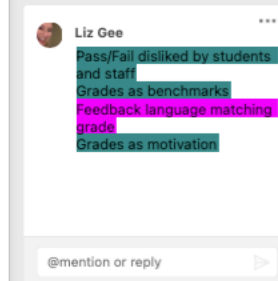 Liz Gee
Pass/Fail disliked by students
and staff
Grades as benchmarks
Feedback language matching
grade
Grades as motivation
@mention or reply